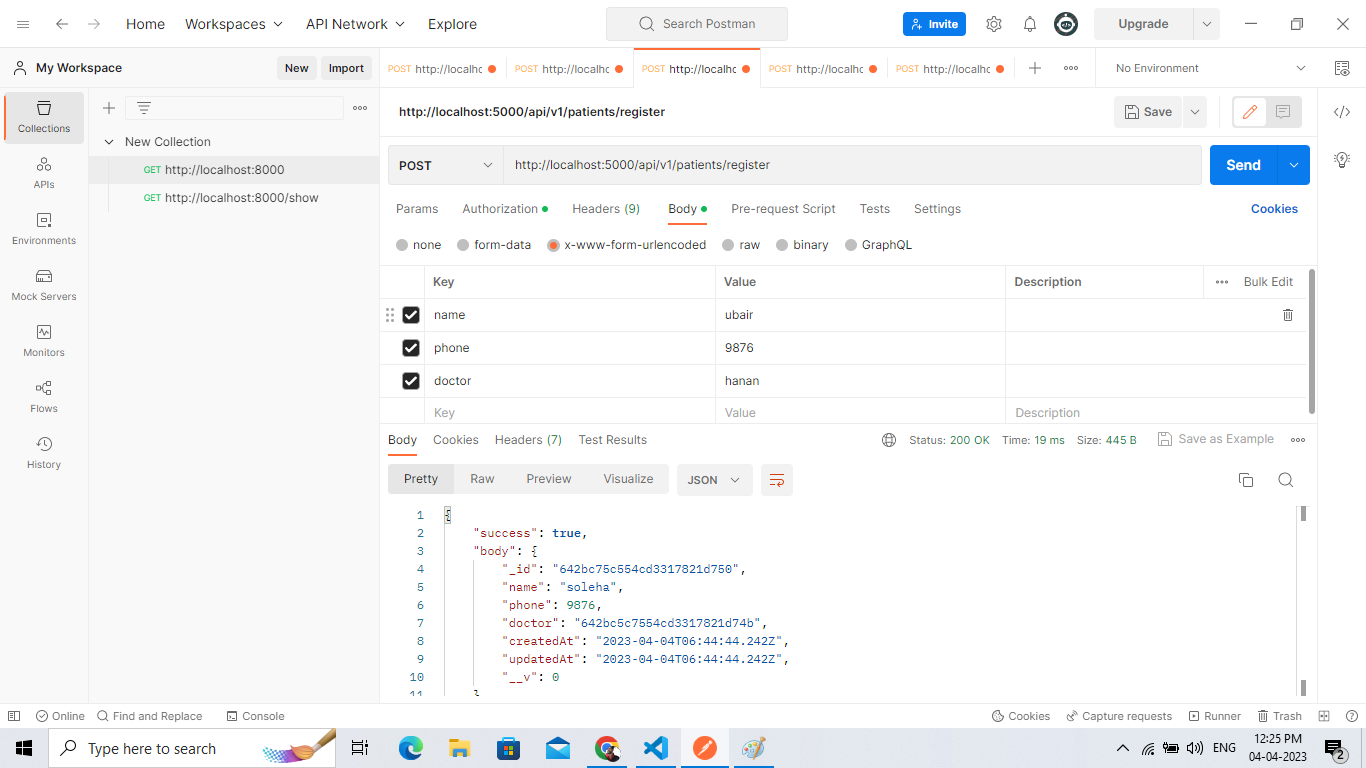 Home Workspaces API Network Explore Search Postman Invite Upgrade
My Workspace New Import POST http://localhc POST http://localhc POST http://localhc POST http://localhc POST http://localhc No Environment
http://localhost:5000/api/v1/patients/register Save
Collections
New Collection
GET http://localhost:8000
GET http://localhost:8000/show
APIs
Environments
Mock Servers
Monitors
Flows
History
POST http://localhost:5000/api/v1/patients/register Send
Params Authorization Headers (9) Body Pre-request Script Tests Settings Cookies
none form-data x-www-form-urlencoded raw binary GraphQL
Key Value Description Bulk Edit
name ubair
phone 9876
doctor hanan
Key Value Description
Body Cookies Headers (7) Test Results Status: 200 OK Time: 19 ms Size: 445 B Save as Example
Pretty Raw Preview Visualize JSON
1 {
2 "success": true,
3 "body": {
4 "_id": "642bc75c554cd3317821d750",
5 "name": "soleha",
6 "phone": 9876,
7 "doctor": "642bc5c7554cd3317821d74b",
8 "createdAt": "2023-04-04T06:44:44.242Z",
9 "updatedAt": "2023-04-04T06:44:44.242Z",
10 "__v": 0
11 }
Online Find and Replace Console Cookies Capture requests Runner Trash
Type here to search ENG 12:25 PM
04-04-2023 2